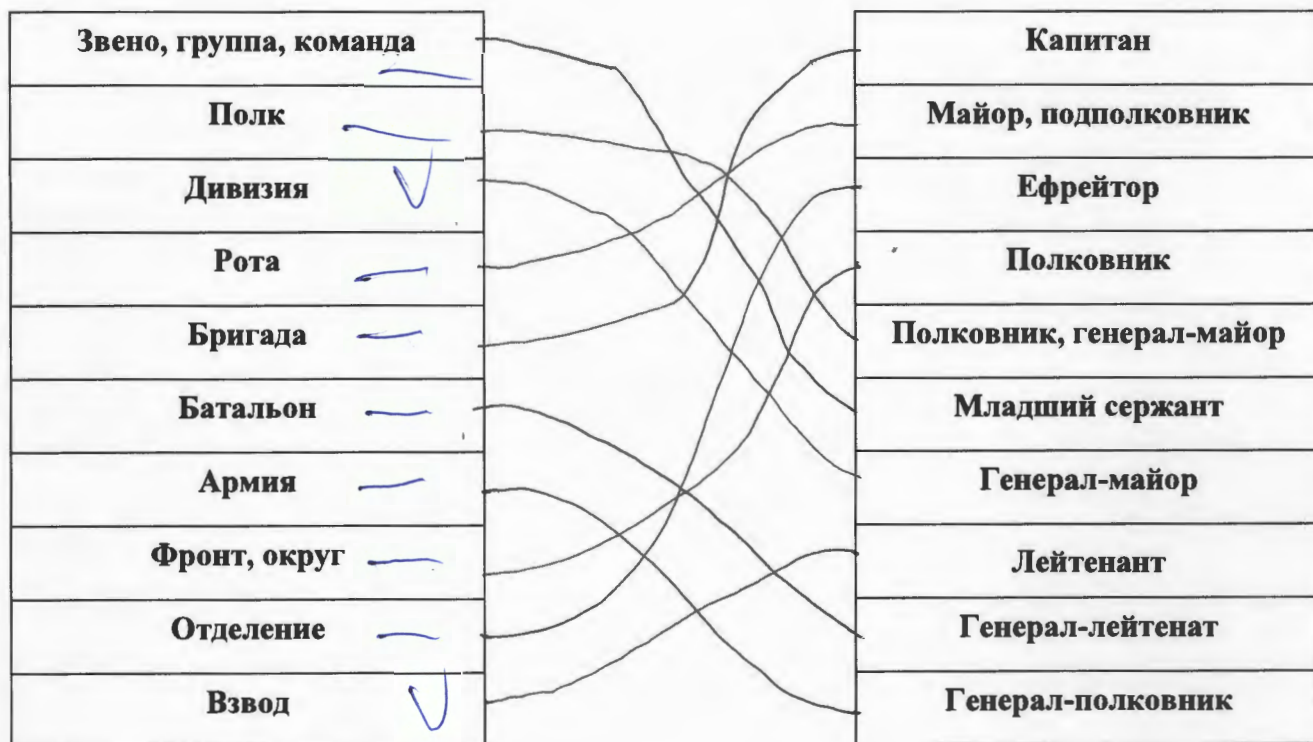 Звено, группа, команда
Капитан
Полк
Майор, подполковник
Дивизия
Ефрейтор
Рота
Полковник
Бригада
Полковник, генерал-майор
Батальон
Младший сержант
Армия
Генерал-майор
Фронт, округ
Лейтенант
Отделение
Генерал-лейтенат
Взвод
Генерал-полковник